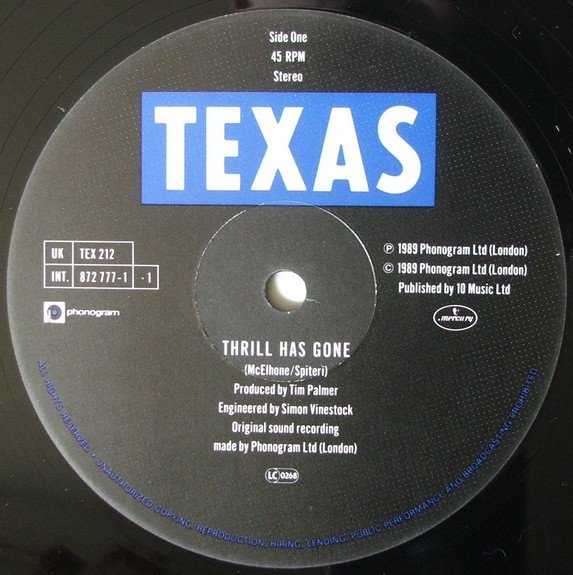 Side One
45 RPM
Stereo
TEXAS
UK TEX 212
INT. 872 777-1 · 1
phonogram
℗ 1989 Phonogram Ltd (London)
© 1989 Phonogram Ltd (London)
Published by 10 Music Ltd
mercury
THRILL HAS GONE
(McElhone/Spiteri)
Produced by Tim Palmer
Engineered by Simon Vinestock
Original sound recording
made by Phonogram Ltd (London)
LC 0268
ALL RIGHTS RESERVED • UNAUTHORIZED COPYING, REPRODUCTION, HIRING, LENDING, PUBLIC PERFORMANCE AND BROADCASTING PROHIBITED